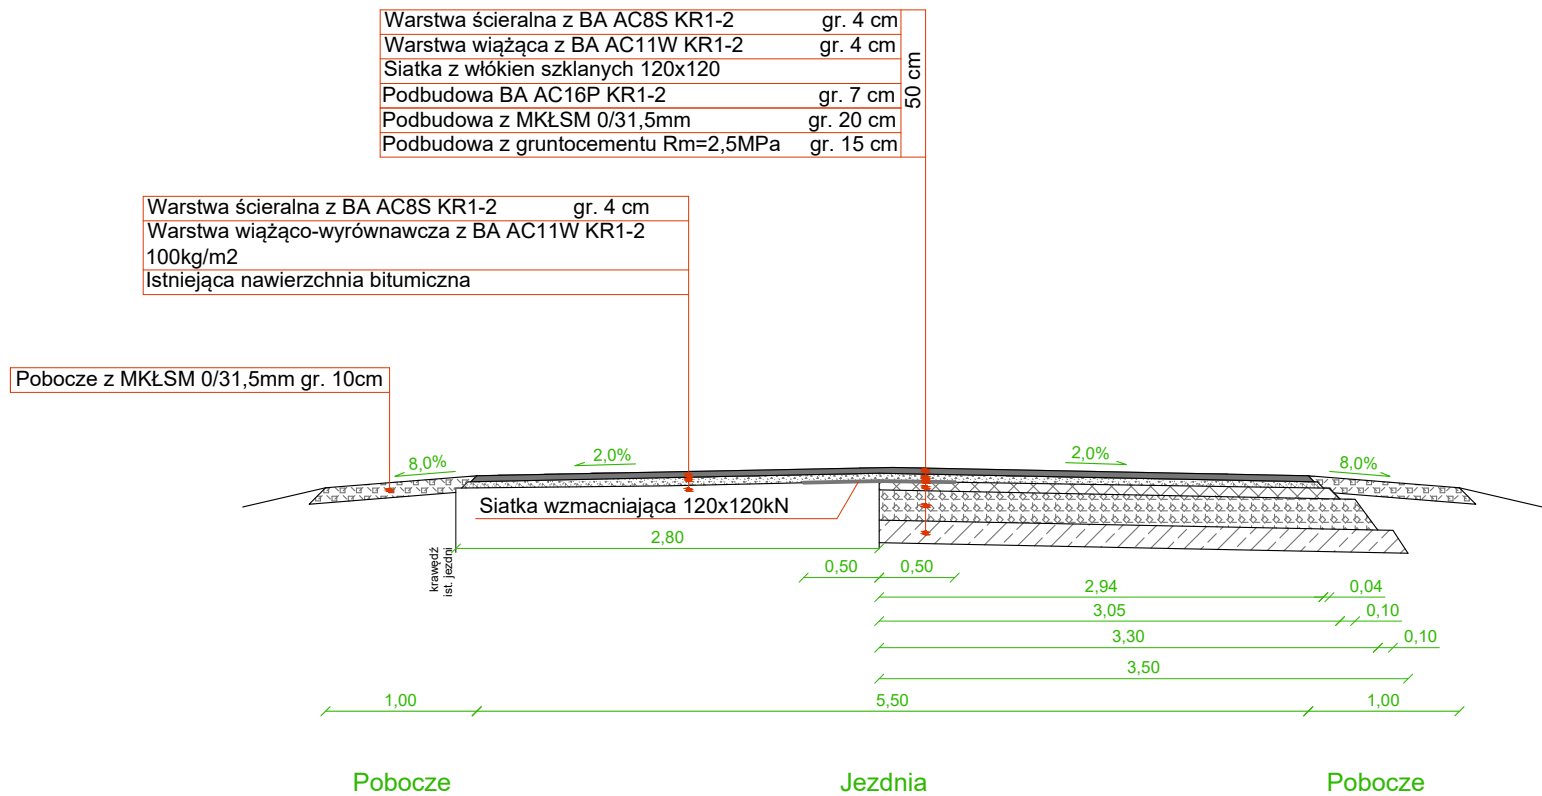 Warstwa ścieralna z BA AC8S KR1-2 gr. 4 cm
Warstwa wiążąca z BA AC11W KR1-2 gr. 4 cm
Siatka z włókien szklanych 120x120
Podbudowa BA AC16P KR1-2 gr. 7 cm
Podbudowa z MKŁSM 0/31,5mm gr. 20 cm
Podbudowa z gruntocementu Rm=2,5MPa gr. 15 cm
50 cm
Warstwa ścieralna z BA AC8S KR1-2 gr. 4 cm
Warstwa wiążąco-wyrównawcza z BA AC11W KR1-2
100kg/m2
Istniejąca nawierzchnia bitumiczna
Pobocze z MKŁSM 0/31,5mm gr. 10cm
8,0% 2,0% 2,0% 8,0%
Siatka wzmacniająca 120x120kN
2,80
krawędź
ist. jezdni
0,50 0,50
2,94 0,04
3,05 0,10
3,30 0,10
3,50
1,00 5,50 1,00
Pobocze Jezdnia Pobocze